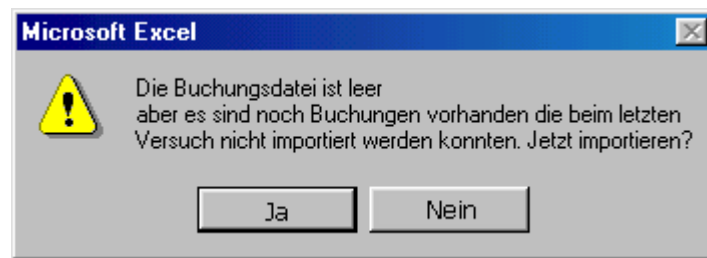 Microsoft Excel
Die Buchungsdatei ist leer
aber es sind noch Buchungen vorhanden die beim letzten
Versuch nicht importiert werden konnten. Jetzt importieren?
Ja
Nein